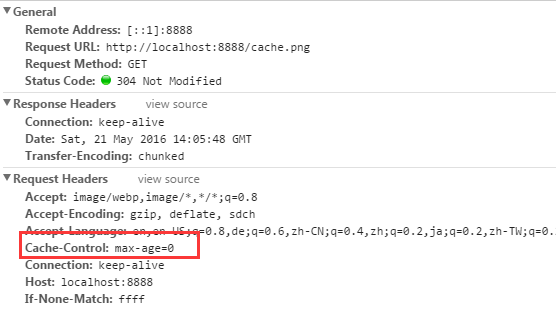 General
Remote Address: [::1]:8888
Request URL: http://localhost:8888/cache.png
Request Method: GET
Status Code: 304 Not Modified
Response Headers view source
Connection: keep-alive
Date: Sat, 21 May 2016 14:05:48 GMT
Transfer-Encoding: chunked
Request Headers view source
Accept: image/webp,image/*,*/*;q=0.8
Accept-Encoding: gzip, deflate, sdch
Accept-Language: en,en-US;q=0.8,de;q=0.6,zh-CN;q=0.4,zh;q=0.2,ja;q=0.2,zh-TW;q=0.
Cache-Control: max-age=0
Connection: keep-alive
Host: localhost:8888
If-None-Match: ffff